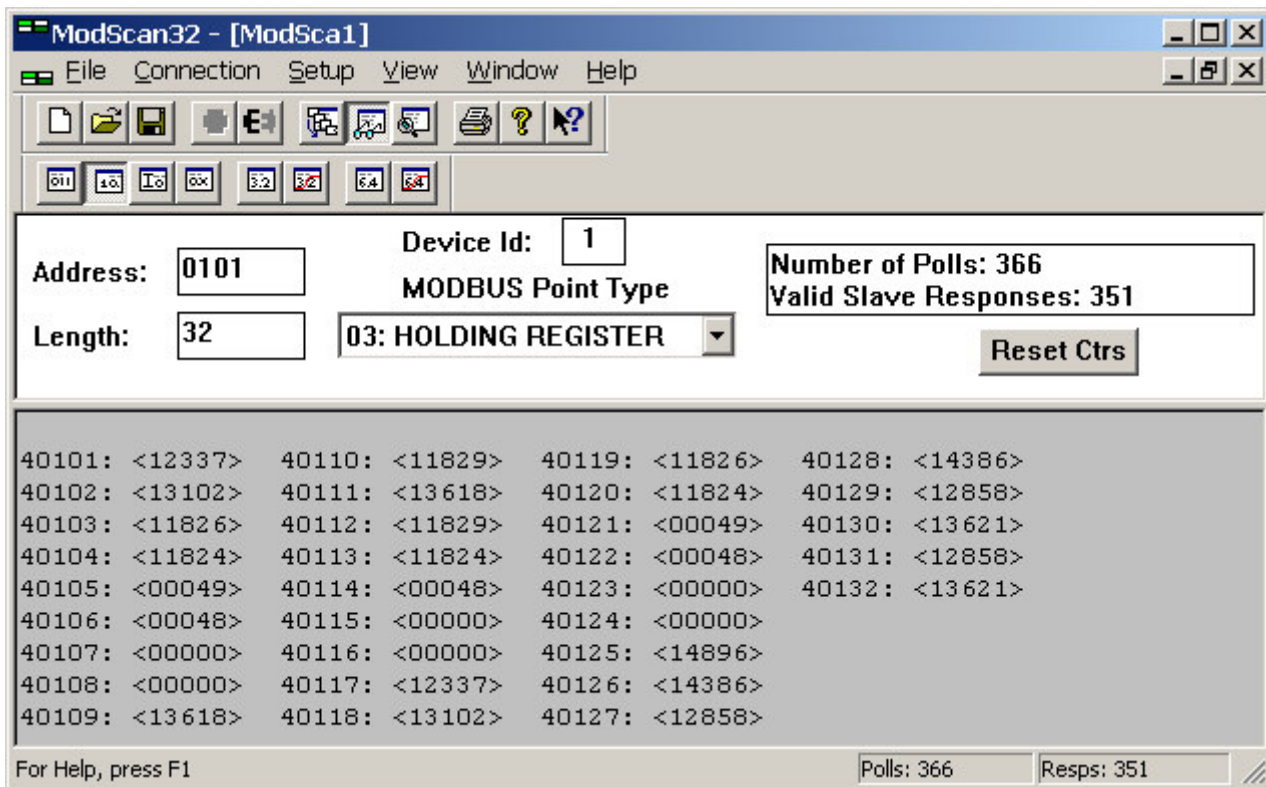 ModScan32 - [ModSca1]
File Connection Setup View Window Help
Address: 0101
Device Id: 1
MODBUS Point Type
Length: 32
03: HOLDING REGISTER
Number of Polls: 366
Valid Slave Responses: 351
Reset Ctrs
40101: <12337> 40110: <11829> 40119: <11826> 40128: <14386>
40102: <13102> 40111: <13618> 40120: <11824> 40129: <12858>
40103: <11826> 40112: <11829> 40121: <00049> 40130: <13621>
40104: <11824> 40113: <11824> 40122: <00048> 40131: <12858>
40105: <00049> 40114: <00048> 40123: <00000> 40132: <13621>
40106: <00048> 40115: <00000> 40124: <00000>
40107: <00000> 40116: <00000> 40125: <14896>
40108: <00000> 40117: <12337> 40126: <14386>
40109: <13618> 40118: <13102> 40127: <12858>
For Help, press F1
Polls: 366
Resps: 351